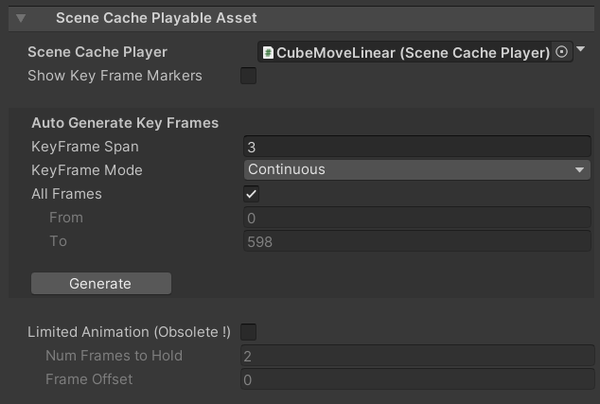 Scene Cache Playable Asset
Scene Cache Player CubeMoveLinear (Scene Cache Player)
Show Key Frame Markers
Auto Generate Key Frames
KeyFrame Span 3
KeyFrame Mode Continuous
All Frames
From 0
To 598
Generate
Limited Animation (Obsolete !)
Num Frames to Hold 2
Frame Offset 0